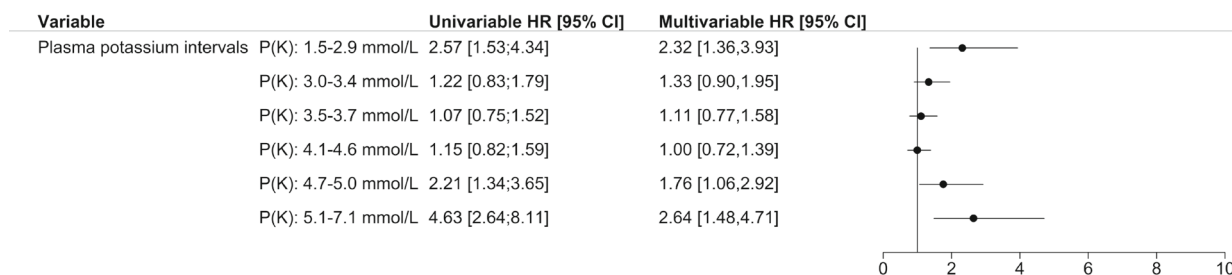 Variable Univariable HR [95% CI] Multivariable HR [95% CI]
Plasma potassium intervals P(K): 1.5-2.9 mmol/L 2.57 [1.53;4.34] 2.32 [1.36,3.93]
P(K): 3.0-3.4 mmol/L 1.22 [0.83;1.79] 1.33 [0.90,1.95]
P(K): 3.5-3.7 mmol/L 1.07 [0.75;1.52] 1.11 [0.77,1.58]
P(K): 4.1-4.6 mmol/L 1.15 [0.82;1.59] 1.00 [0.72,1.39]
P(K): 4.7-5.0 mmol/L 2.21 [1.34;3.65] 1.76 [1.06,2.92]
P(K): 5.1-7.1 mmol/L 4.63 [2.64;8.11] 2.64 [1.48,4.71]
0 2 4 6 8 10